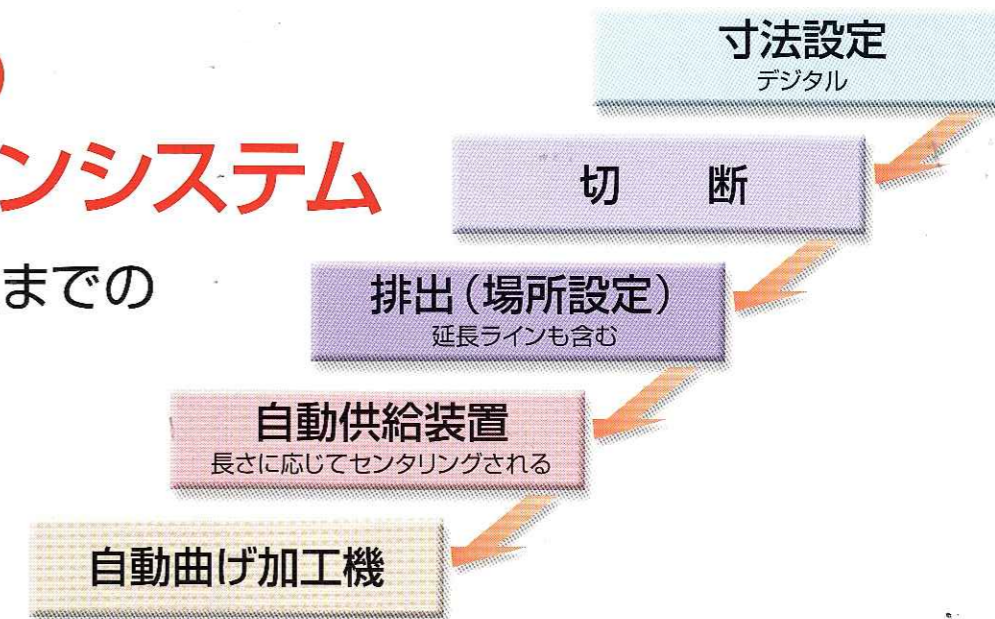 寸法設定
デジタル
ンシステム
切　　断
までの
排出（場所設定）
延長ラインも含む
自動供給装置
長さに応じてセンタリングされる
自動曲げ加工機